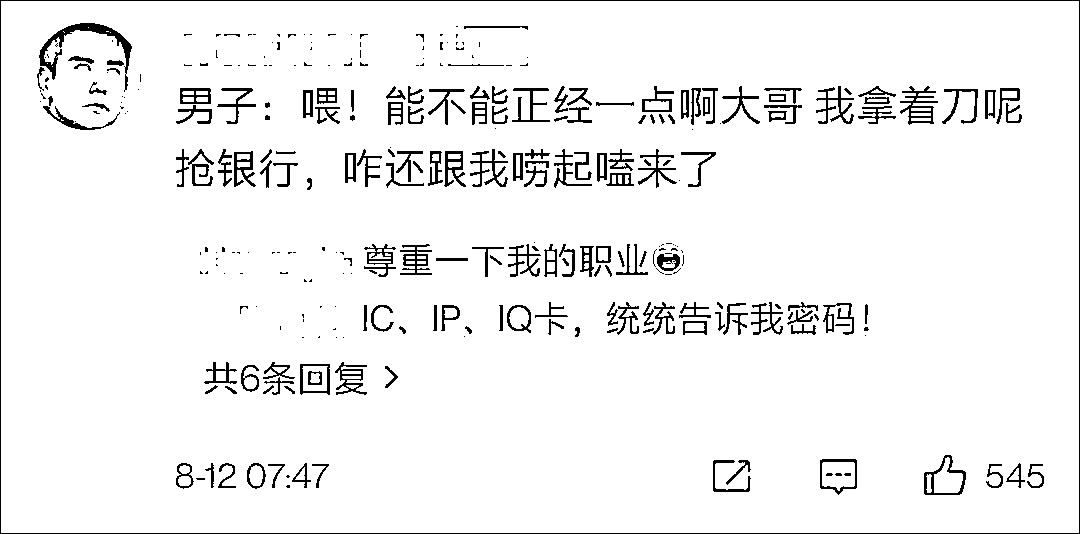 男子：喂！能不能正经一点啊大哥 我拿着刀呢
抢银行，咋还跟我唠起嗑来了
尊重一下我的职业
IC、IP、IQ卡，统统告诉我密码！
共6条回复
8-12 07:47
545